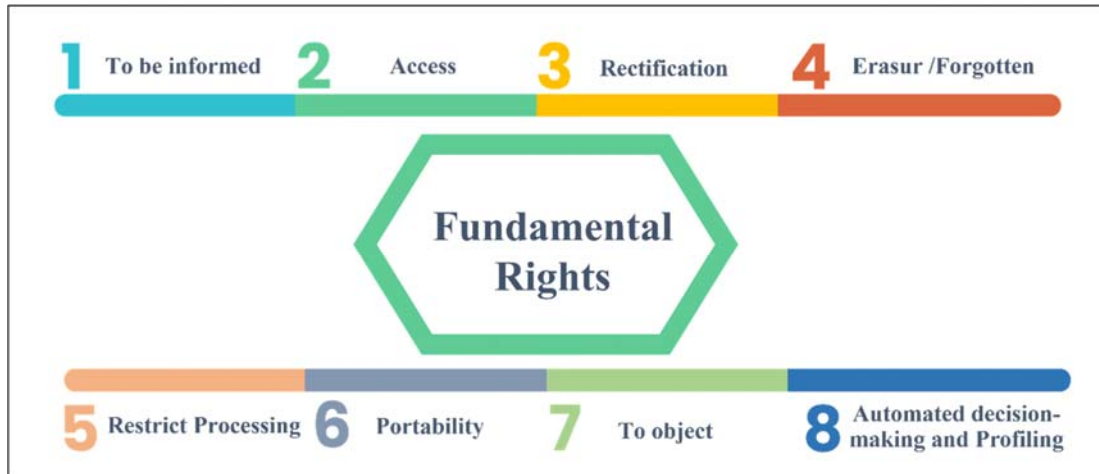 1 To be informed
2 Access
3 Rectification
4 Erasur /Forgotten
Fundamental
Rights
5 Restrict Processing
6 Portability
7 To object
8 Automated decision-
making and Profiling